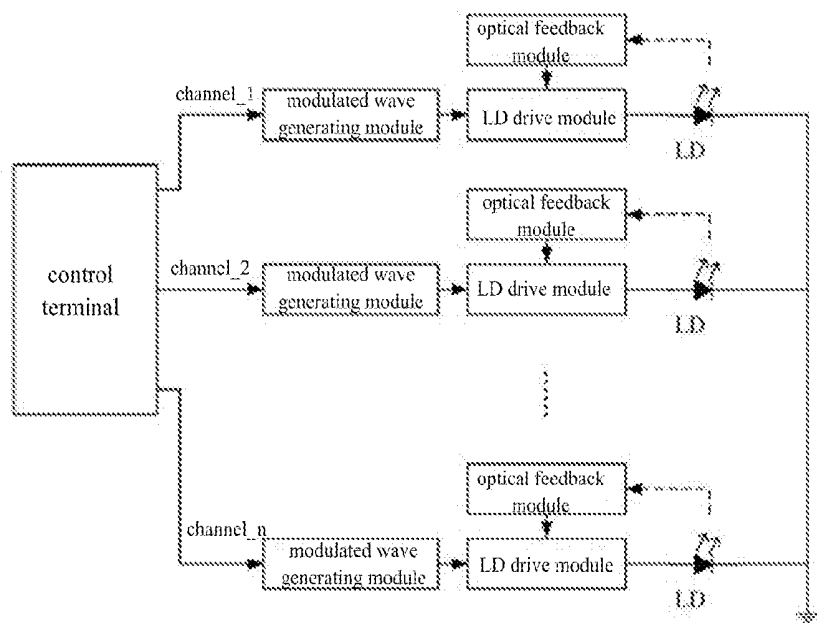 optical feedback
module
channel_1
modulated wave
generating module
LD drive module
LD
optical feedback
module
control
terminal
channel_2
modulated wave
generating module
LD drive module
LD
optical feedback
module
channel_n
modulated wave
generating module
LD drive module
LD